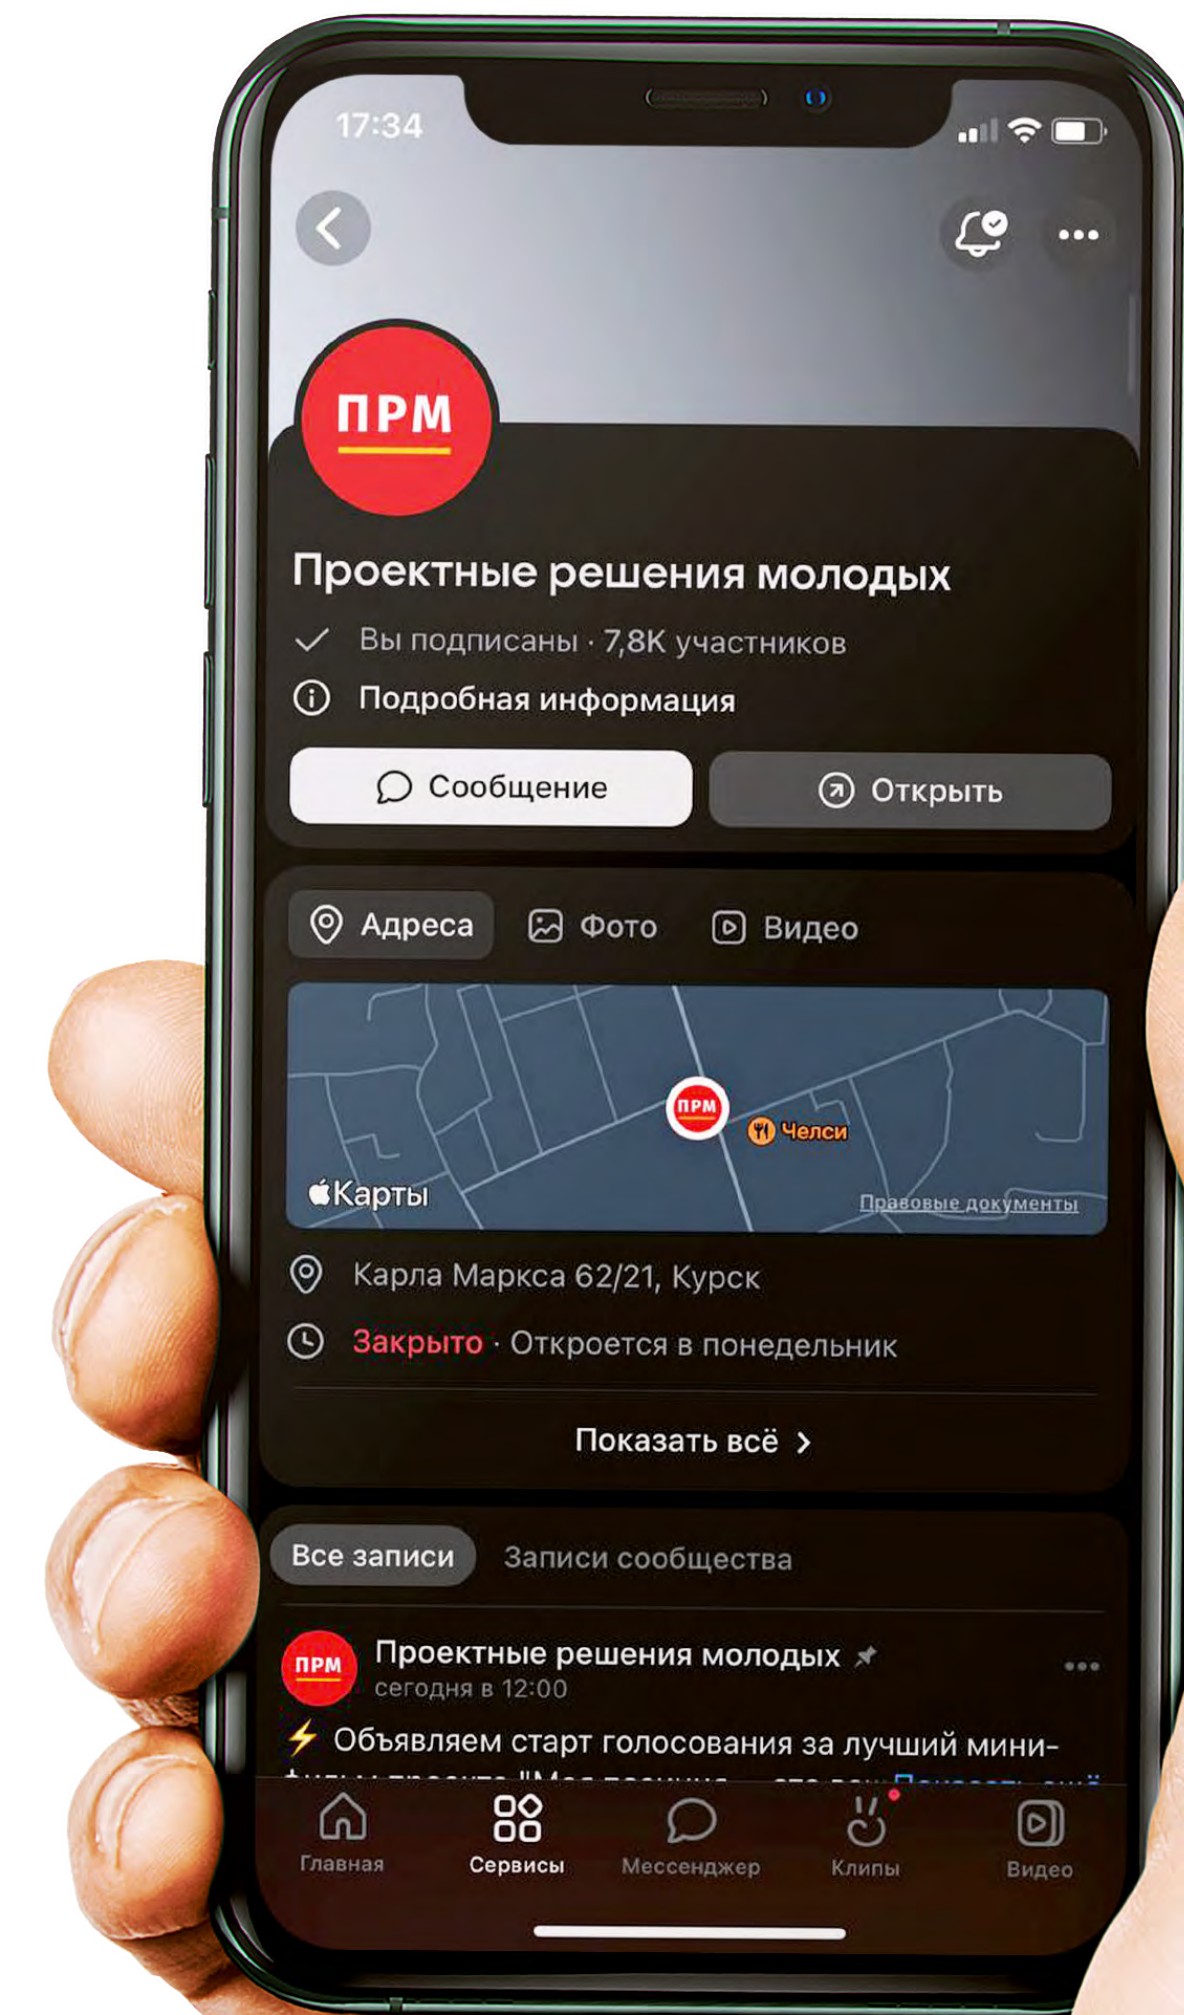 17:34
ПРМ
Проектные решения молодых
Вы подписаны · 7,8K участников
Подробная информация
Сообщение
Открыть
Адреса
Фото
Видео
ПРМ
Челси
Карты
Правовые документы
Карла Маркса 62/21, Курск
Закрыто · Откроется в понедельник
Показать всё
Все записи
Записи сообщества
ПРМ
Проектные решения молодых
сегодня в 12:00
Объявляем старт голосования за лучший мини-
Главная
Сервисы
Мессенджер
Клипы
Видео